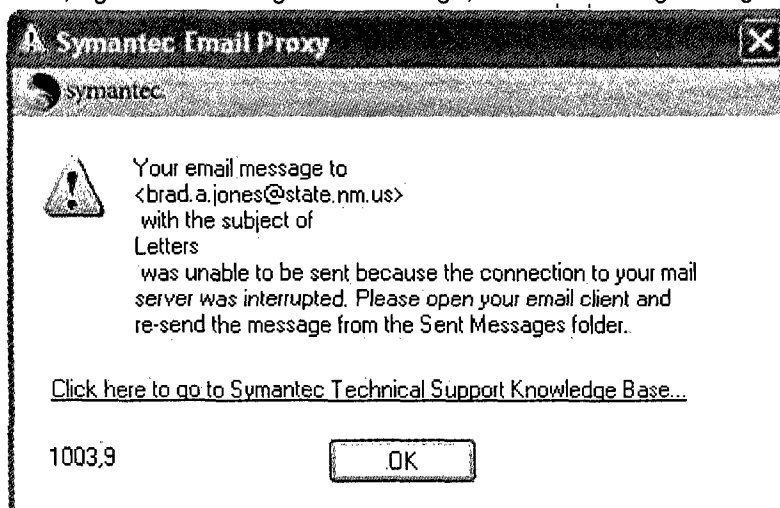 Symantec Email Proxy
symantec.
Your email message to
<brad.a.jones@state.nm.us>
with the subject of
Letters
was unable to be sent because the connection to your mail
server was interrupted. Please open your email client and
re-send the message from the Sent Messages folder.
Click here to go to Symantec Technical Support Knowledge Base...
1003,9
OK